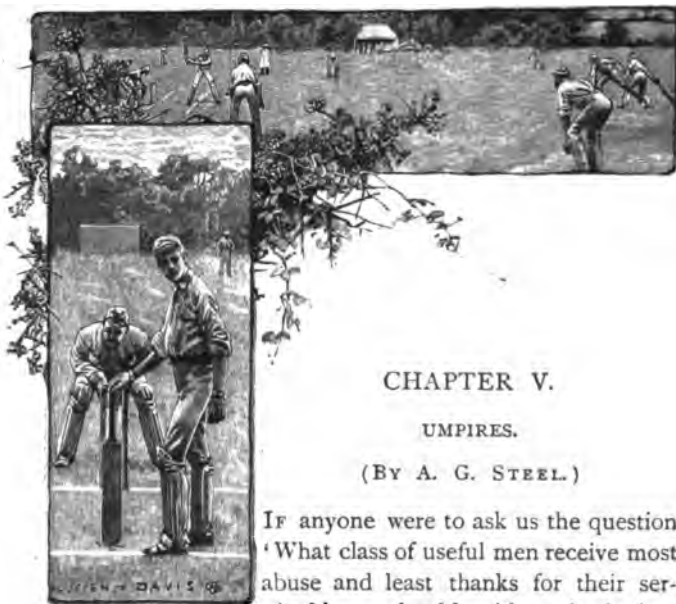 CHAPTER V.
UMPIRES.
(BY A. G. STEEL.)
IF anyone were to ask us the question
‘What class of useful men receive most
abuse and least thanks for their ser-
DAVIS